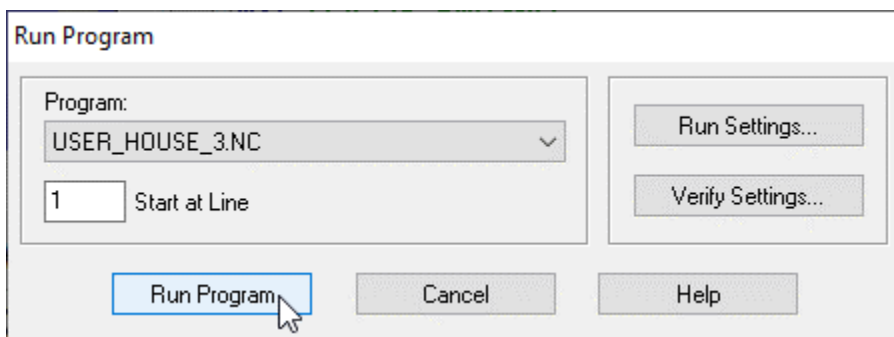 Run Program
Program:
USER_HOUSE_3.NC
1 Start at Line
Run Settings...
Verify Settings...
Run Program Cancel Help